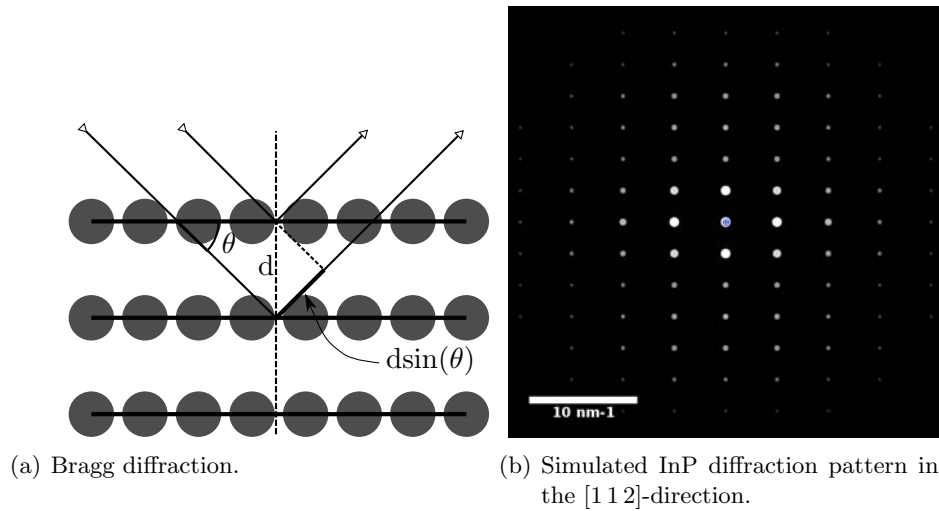 θ
d
dsin(θ)
10 nm-1
(a) Bragg diffraction.
(b) Simulated InP diffraction pattern in
the [1 1 2]-direction.